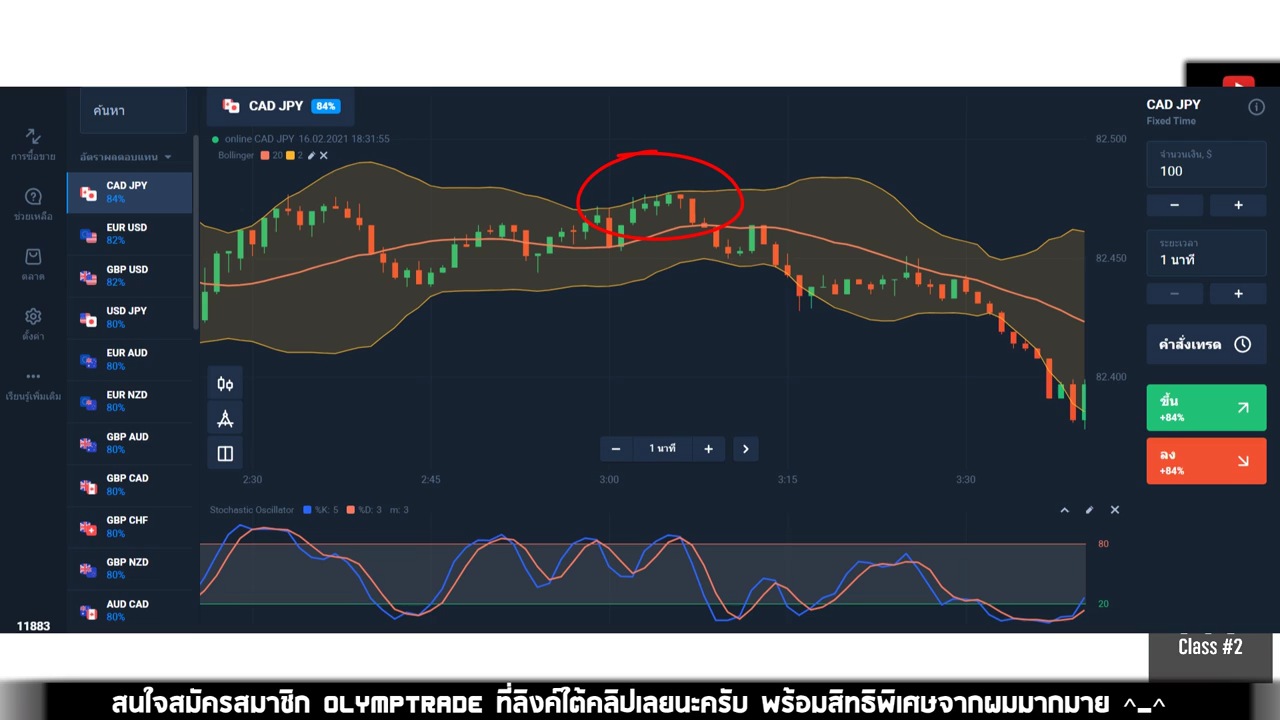 ค้นหา
CAD JPY 84%
CAD JPY
Fixed Time
online CAD JPY 16.02.2021 18:31:55
Bollinger 20 2
82.500
82.450
82.400
การซื้อขาย
ช่วยเหลือ
ตลาด
ตั้งค่า
เรียนรู้เพิ่มเติม
11883
อัตราผลตอบแทน
CAD JPY
84%
EUR USD
82%
GBP USD
82%
USD JPY
80%
EUR AUD
80%
EUR NZD
80%
GBP AUD
80%
GBP CAD
80%
GBP CHF
80%
GBP NZD
80%
AUD CAD
80%
จำนวนเงิน, $
100
− +
ระยะเวลา
1 นาที
− +
คำสั่งเทรด
ขึ้น
+84%
ลง
+84%
− 1 นาที +
2:30 2:45 3:00 3:15 3:30
Stochastic Oscillator %K: 5 %D: 3 m: 3
80
20
Class #2
สนใจสมัครสมาชิก OLYMPTRADE ที่ลิงค์ใต้คลิปเลยนะครับ พร้อมสิทธิพิเศษจากผมมากมาย ^_^